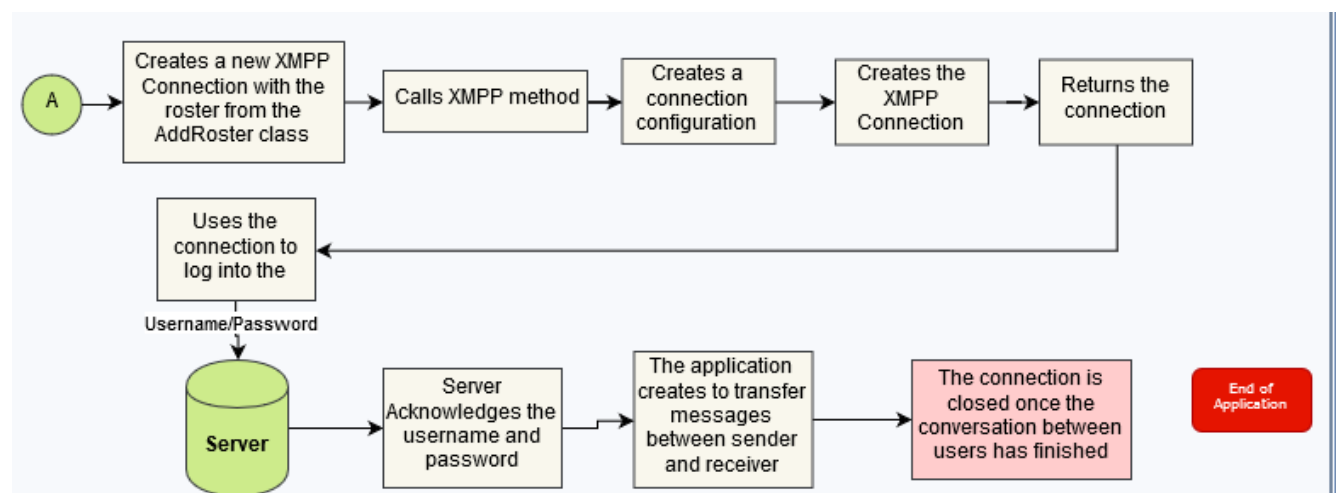 A
Creates a new XMPP
Connection with the
roster from the
AddRoster class
Calls XMPP method
Creates a
connection
configuration
Creates the
XMPP
Connection
Returns the
connection
Uses the
connection to
log into the
Username/Password
Server
Server
Acknowledges the
username and
password
The application
creates to transfer
messages
between sender
and receiver
The connection is
closed once the
conversation between
users has finished
End of
Application